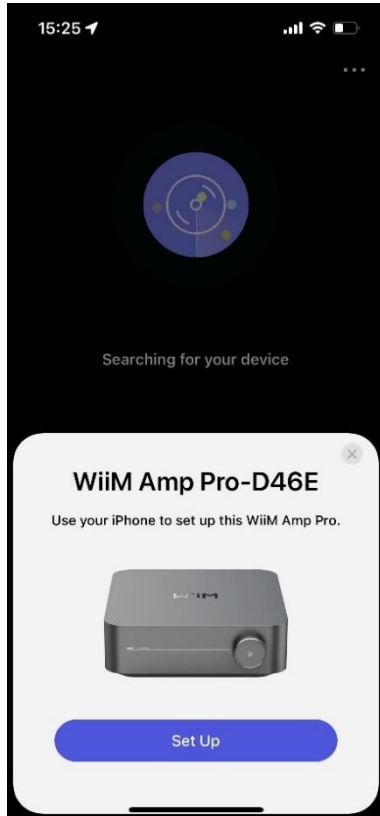 15:25
Searching for your device
WiiM Amp Pro-D46E
Use your iPhone to set up this WiiM Amp Pro.
WiiM
Set Up